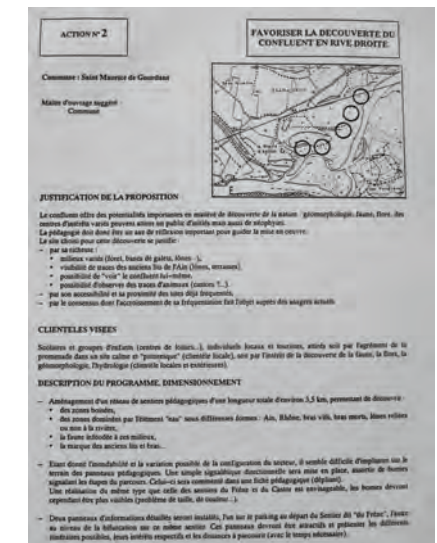 ACTION N° 2
FAVORISER LA DECOUVERTE DU
CONFLUENT EN RIVE DROITE
Commune : Saint Maurice de Gourdans
Maître d'ouvrage suggéré :
Commune
JUSTIFICATION DE LA PROPOSITION
Le confluent offre des potentialités importantes en matière de découverte de la nature : géomorphologie, faune, flore, des
centres d'intérêts variés peuvent attirer un public d'initiés mais aussi de néophytes.
La pédagogie doit donc être un axe de réflexion important pour guider la mise en oeuvre.
Le site choisi pour cette découverte se justifie :
– par sa richesse :
• milieux variés (forêt, bancs de galets, lônes ..),
• visibilité de traces des anciens lits de l'Ain (lônes, terrasses)
• possibilité de "voir" le confluent lui-même,
• possibilité d'observer des traces d'animaux (castors ?...).
– par son accessibilité et sa proximité des sites déjà fréquentés,
– par le consensus dont l'accroissement de sa fréquentation fait l'objet auprès des usagers actuels.
CLIENTELES VISEES
Scolaires et groupes d'enfants (centres de loisirs...), individuels locaux et touristes, attirés soit par l'agrément de la
promenade dans un site calme et "pittoresque" (clientèle locale), soit par l'intérêt de la découverte de la faune, la flore, la
géomorphologie, l'hydrologie (clientèle locales et extérieures).
DESCRIPTION DU PROGRAMME, DIMENSIONNEMENT
– Aménagement d'un réseau de sentiers pédagogiques d'une longueur totale d'environ 3,5 km, permettant de découvrir :
• des zones boisées,
• des zones dominées par l'élément "eau" sous différentes formes : Ain, Rhône, bras vifs, bras morts, lônes reliées
ou non à la rivière,
• la faune inféodée à ces milieux,
• la marque des anciens lits et bras...
– Etant donné l'inondabilité et la variation possible de la configuration du secteur, il semble difficile d'implanter sur le
terrain des panneaux pédagogiques. Une simple signalétique directionnelle sera mise en place, assortie de bornes
signalant les étapes du parcours. Celles-ci sera commenté dans une fiche pédagogique (dépliant).
Une réalisation du même type que celle des sentiers du Frêne et du Castor est envisageable, les bornes devront
cependant être plus visibles (problème de taille, de couleur...).
– Deux panneaux d'informations détaillés seront installés, l'un sur le parking au départ du Sentier dit "du Frêne", l'autre
au niveau de la bifurcation sur ce même sentier. Ces panneaux devront être attractifs et présenter les différents
itinéraires possibles, leurs intérêts respectifs et les distances à parcourir (avec le temps nécessaire).